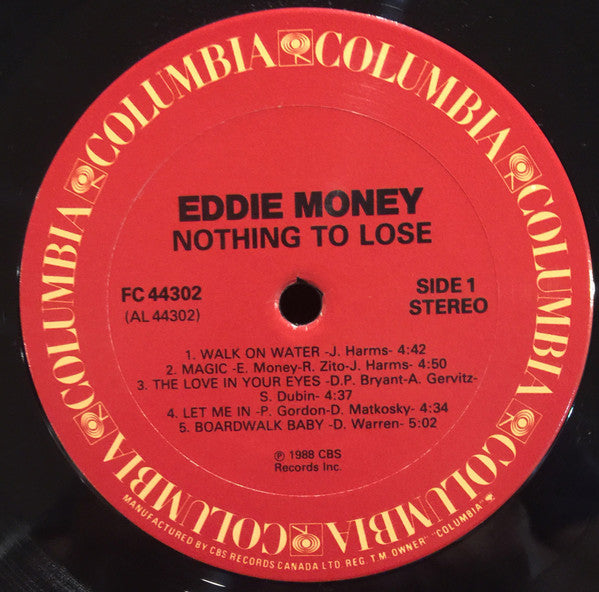 COLUMBIA COLUMBIA COLUMBIA COLUMBIA COLUMBIA COLUMBIA
EDDIE MONEY
NOTHING TO LOSE
FC 44302
(AL 44302)
SIDE 1
STEREO
1. WALK ON WATER -J. Harms- 4:42
2. MAGIC -E. Money-R. Zito-J. Harms- 4:50
3. THE LOVE IN YOUR EYES -D.P. Bryant-A. Gervitz-
S. Dubin- 4:37
4. LET ME IN -P. Gordon-D. Matkosky- 4:34
5. BOARDWALK BABY -D. Warren- 5:02
℗ 1988 CBS
Records Inc.
MANUFACTURED BY CBS RECORDS CANADA LTD REG. T.M. OWNER "COLUMBIA"